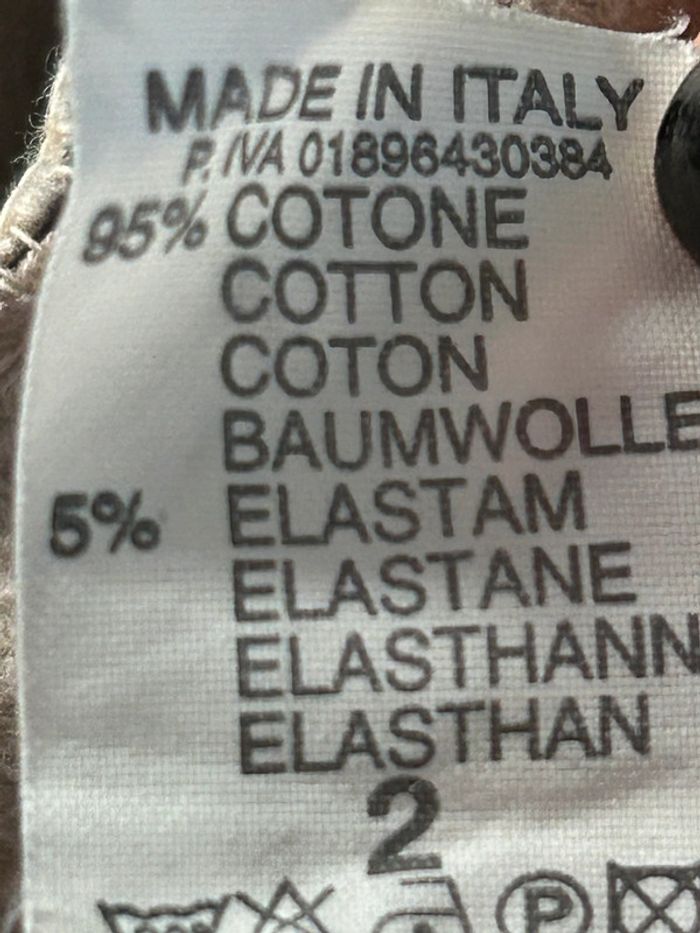 MADE IN ITALY
P. IVA 01896430384
95% COTONE
COTTON
COTON
BAUMWOLLE
5% ELASTAM
ELASTANE
ELASTHANN
ELASTHAN
2
P